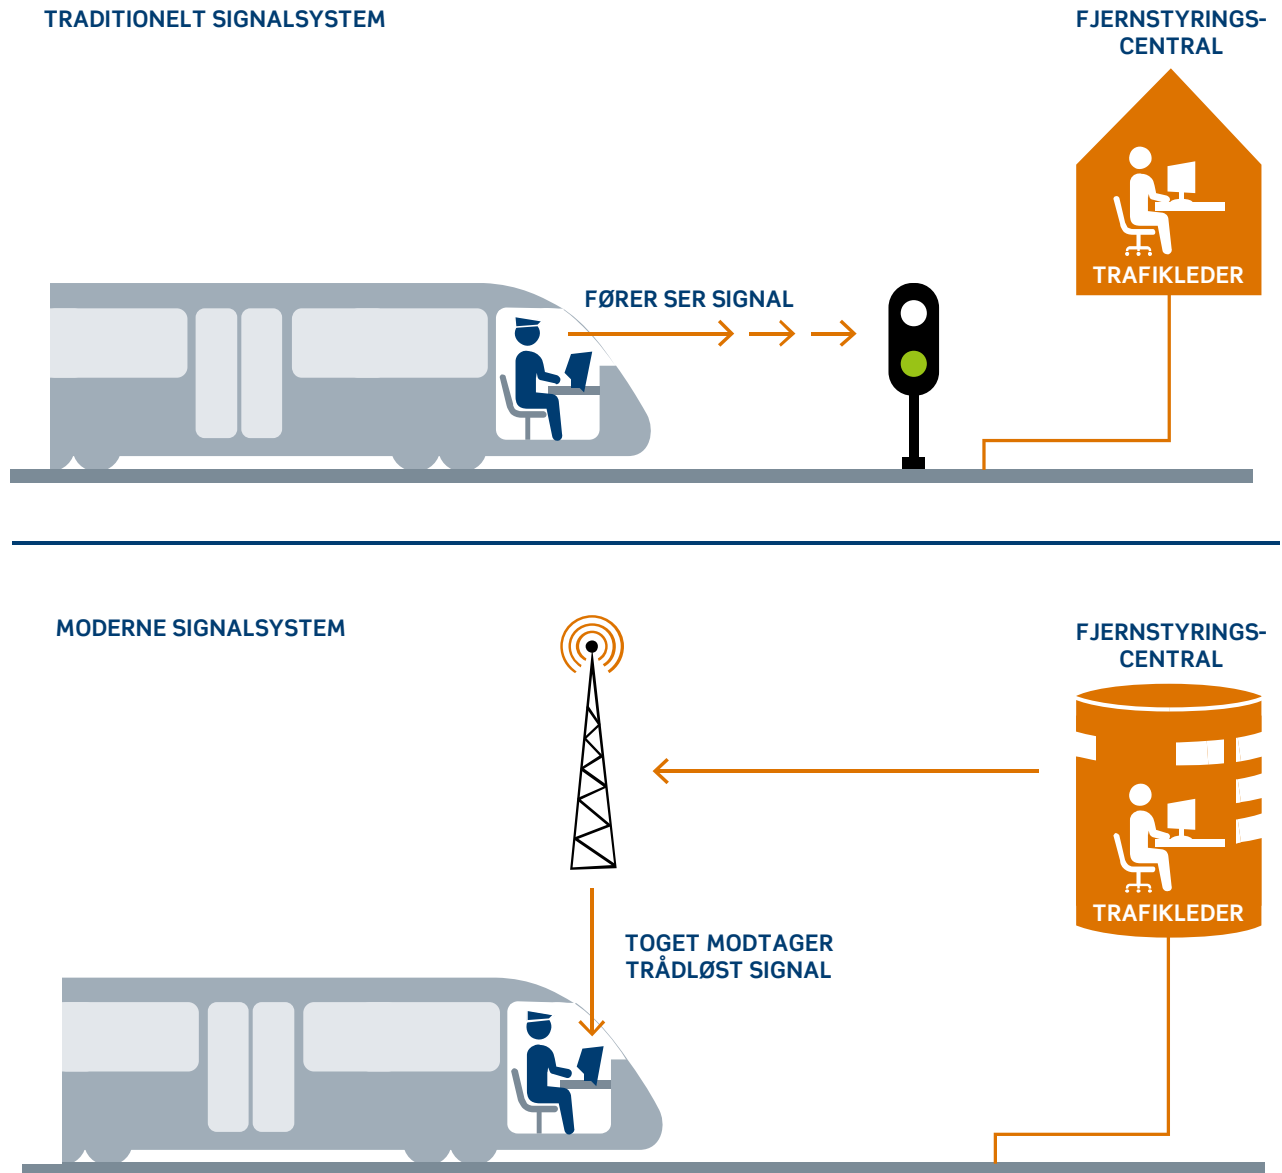 TRADITIONELT SIGNALSYSTEM
FJERNSTYRINGS-
CENTRAL
TRAFIKLEDER
FØRER SER SIGNAL
MODERNE SIGNALSYSTEM
FJERNSTYRINGS-
CENTRAL
TRAFIKLEDER
TOGET MODTAGER
TRÅDLØST SIGNAL